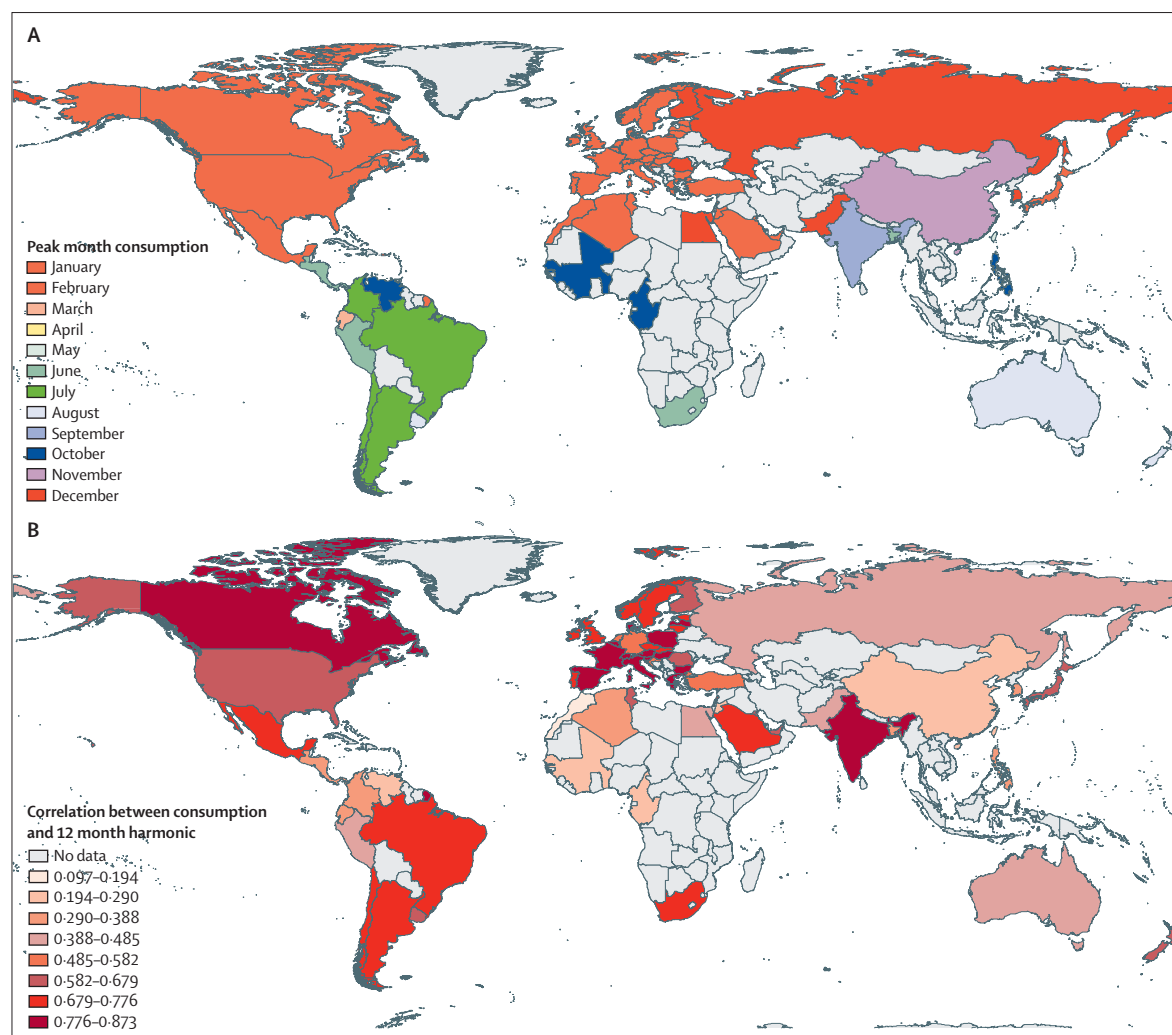 A
Peak month consumption
January
February
March
April
May
June
July
August
September
October
November
December
B
Correlation between consumption
and 12 month harmonic
No data
0·097–0·194
0·194–0·290
0·290–0·388
0·388–0·485
0·485–0·582
0·582–0·679
0·679–0·776
0·776–0·873